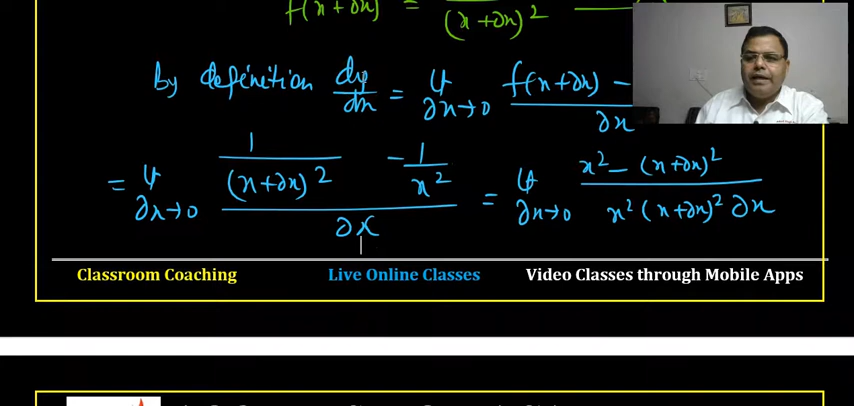 f(x+∂x) = (x+∂x)²
By definition dy/dx = Lt ∂x→0 f(x+∂x) − / ∂x
= Lt ∂x→0 1/(x+∂x)² − 1/x² / ∂x = Lt ∂x→0 x² − (x+∂x)² / x² (x+∂x)² ∂x
Classroom Coaching Live Online Classes Video Classes through Mobile Apps